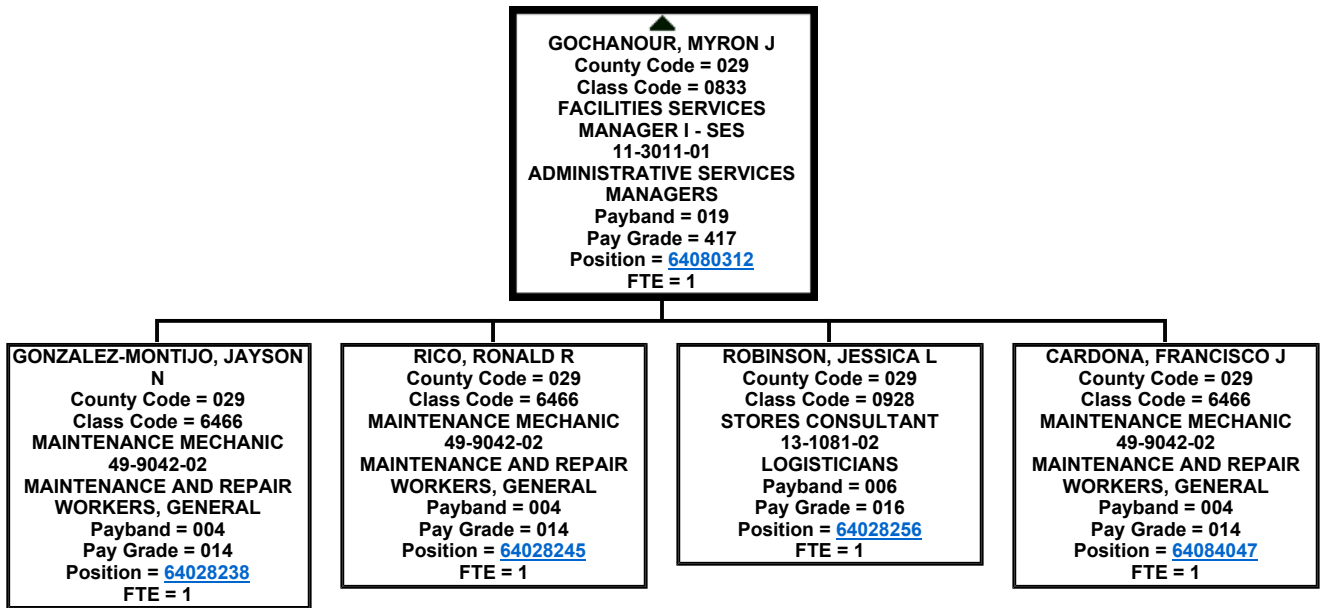 GOCHANOUR, MYRON J
County Code = 029
Class Code = 0833
FACILITIES SERVICES
MANAGER I - SES
11-3011-01
ADMINISTRATIVE SERVICES
MANAGERS
Payband = 019
Pay Grade = 417
Position = 64080312
FTE = 1
GONZALEZ-MONTIJO, JAYSON
N
County Code = 029
Class Code = 6466
MAINTENANCE MECHANIC
49-9042-02
MAINTENANCE AND REPAIR
WORKERS, GENERAL
Payband = 004
Pay Grade = 014
Position = 64028238
FTE = 1
RICO, RONALD R
County Code = 029
Class Code = 6466
MAINTENANCE MECHANIC
49-9042-02
MAINTENANCE AND REPAIR
WORKERS, GENERAL
Payband = 004
Pay Grade = 014
Position = 64028245
FTE = 1
ROBINSON, JESSICA L
County Code = 029
Class Code = 0928
STORES CONSULTANT
13-1081-02
LOGISTICIANS
Payband = 006
Pay Grade = 016
Position = 64028256
FTE = 1
CARDONA, FRANCISCO J
County Code = 029
Class Code = 6466
MAINTENANCE MECHANIC
49-9042-02
MAINTENANCE AND REPAIR
WORKERS, GENERAL
Payband = 004
Pay Grade = 014
Position = 64084047
FTE = 1